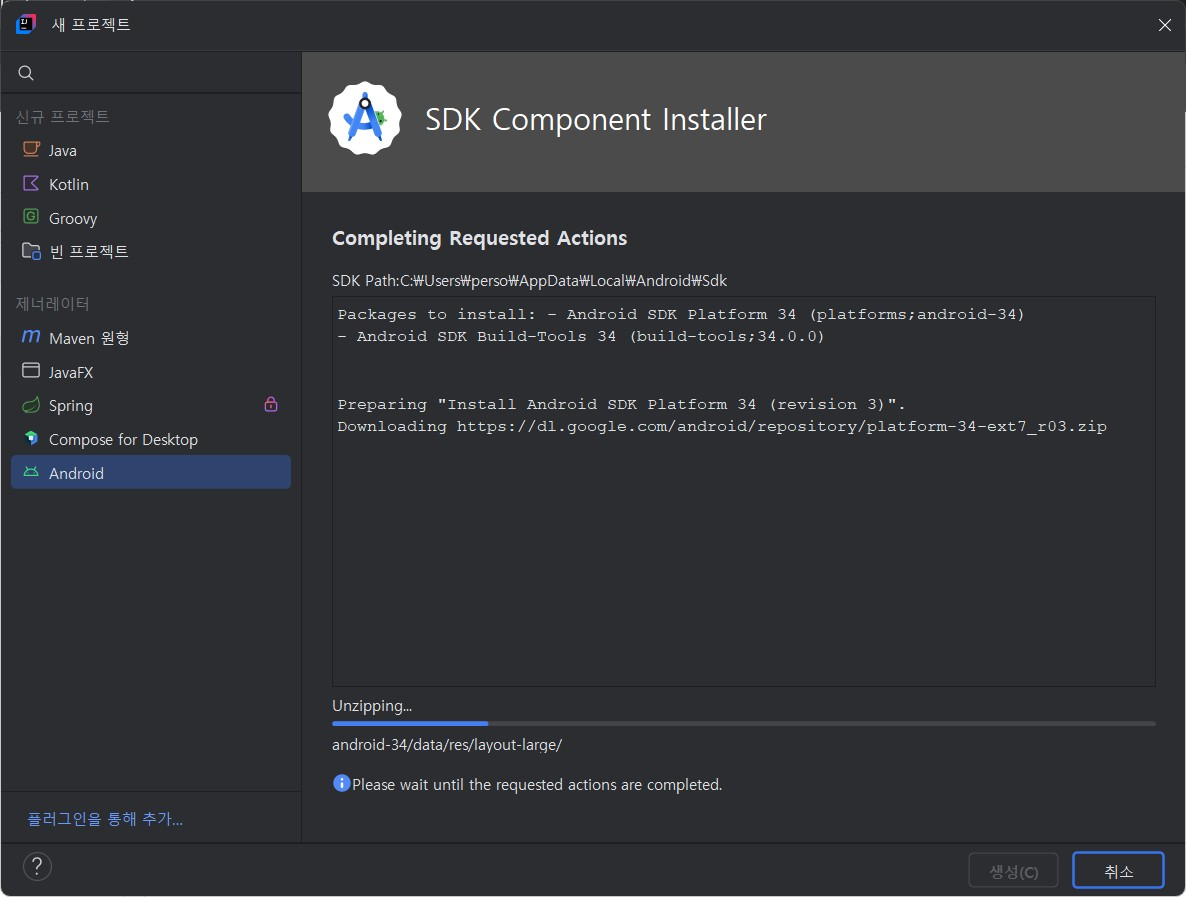 새 프로젝트
신규 프로젝트
Java
Kotlin
Groovy
빈 프로젝트
제너레이터
Maven 원형
JavaFX
Spring
Compose for Desktop
Android
플러그인을 통해 추가...
SDK Component Installer
Completing Requested Actions
SDK Path:C:₩Users₩perso₩AppData₩Local₩Android₩Sdk
Packages to install: - Android SDK Platform 34 (platforms;android-34)
- Android SDK Build-Tools 34 (build-tools;34.0.0)
Preparing "Install Android SDK Platform 34 (revision 3)".
Downloading https://dl.google.com/android/repository/platform-34-ext7_r03.zip
Unzipping...
android-34/data/res/layout-large/
Please wait until the requested actions are completed.
?
생성(C)
취소